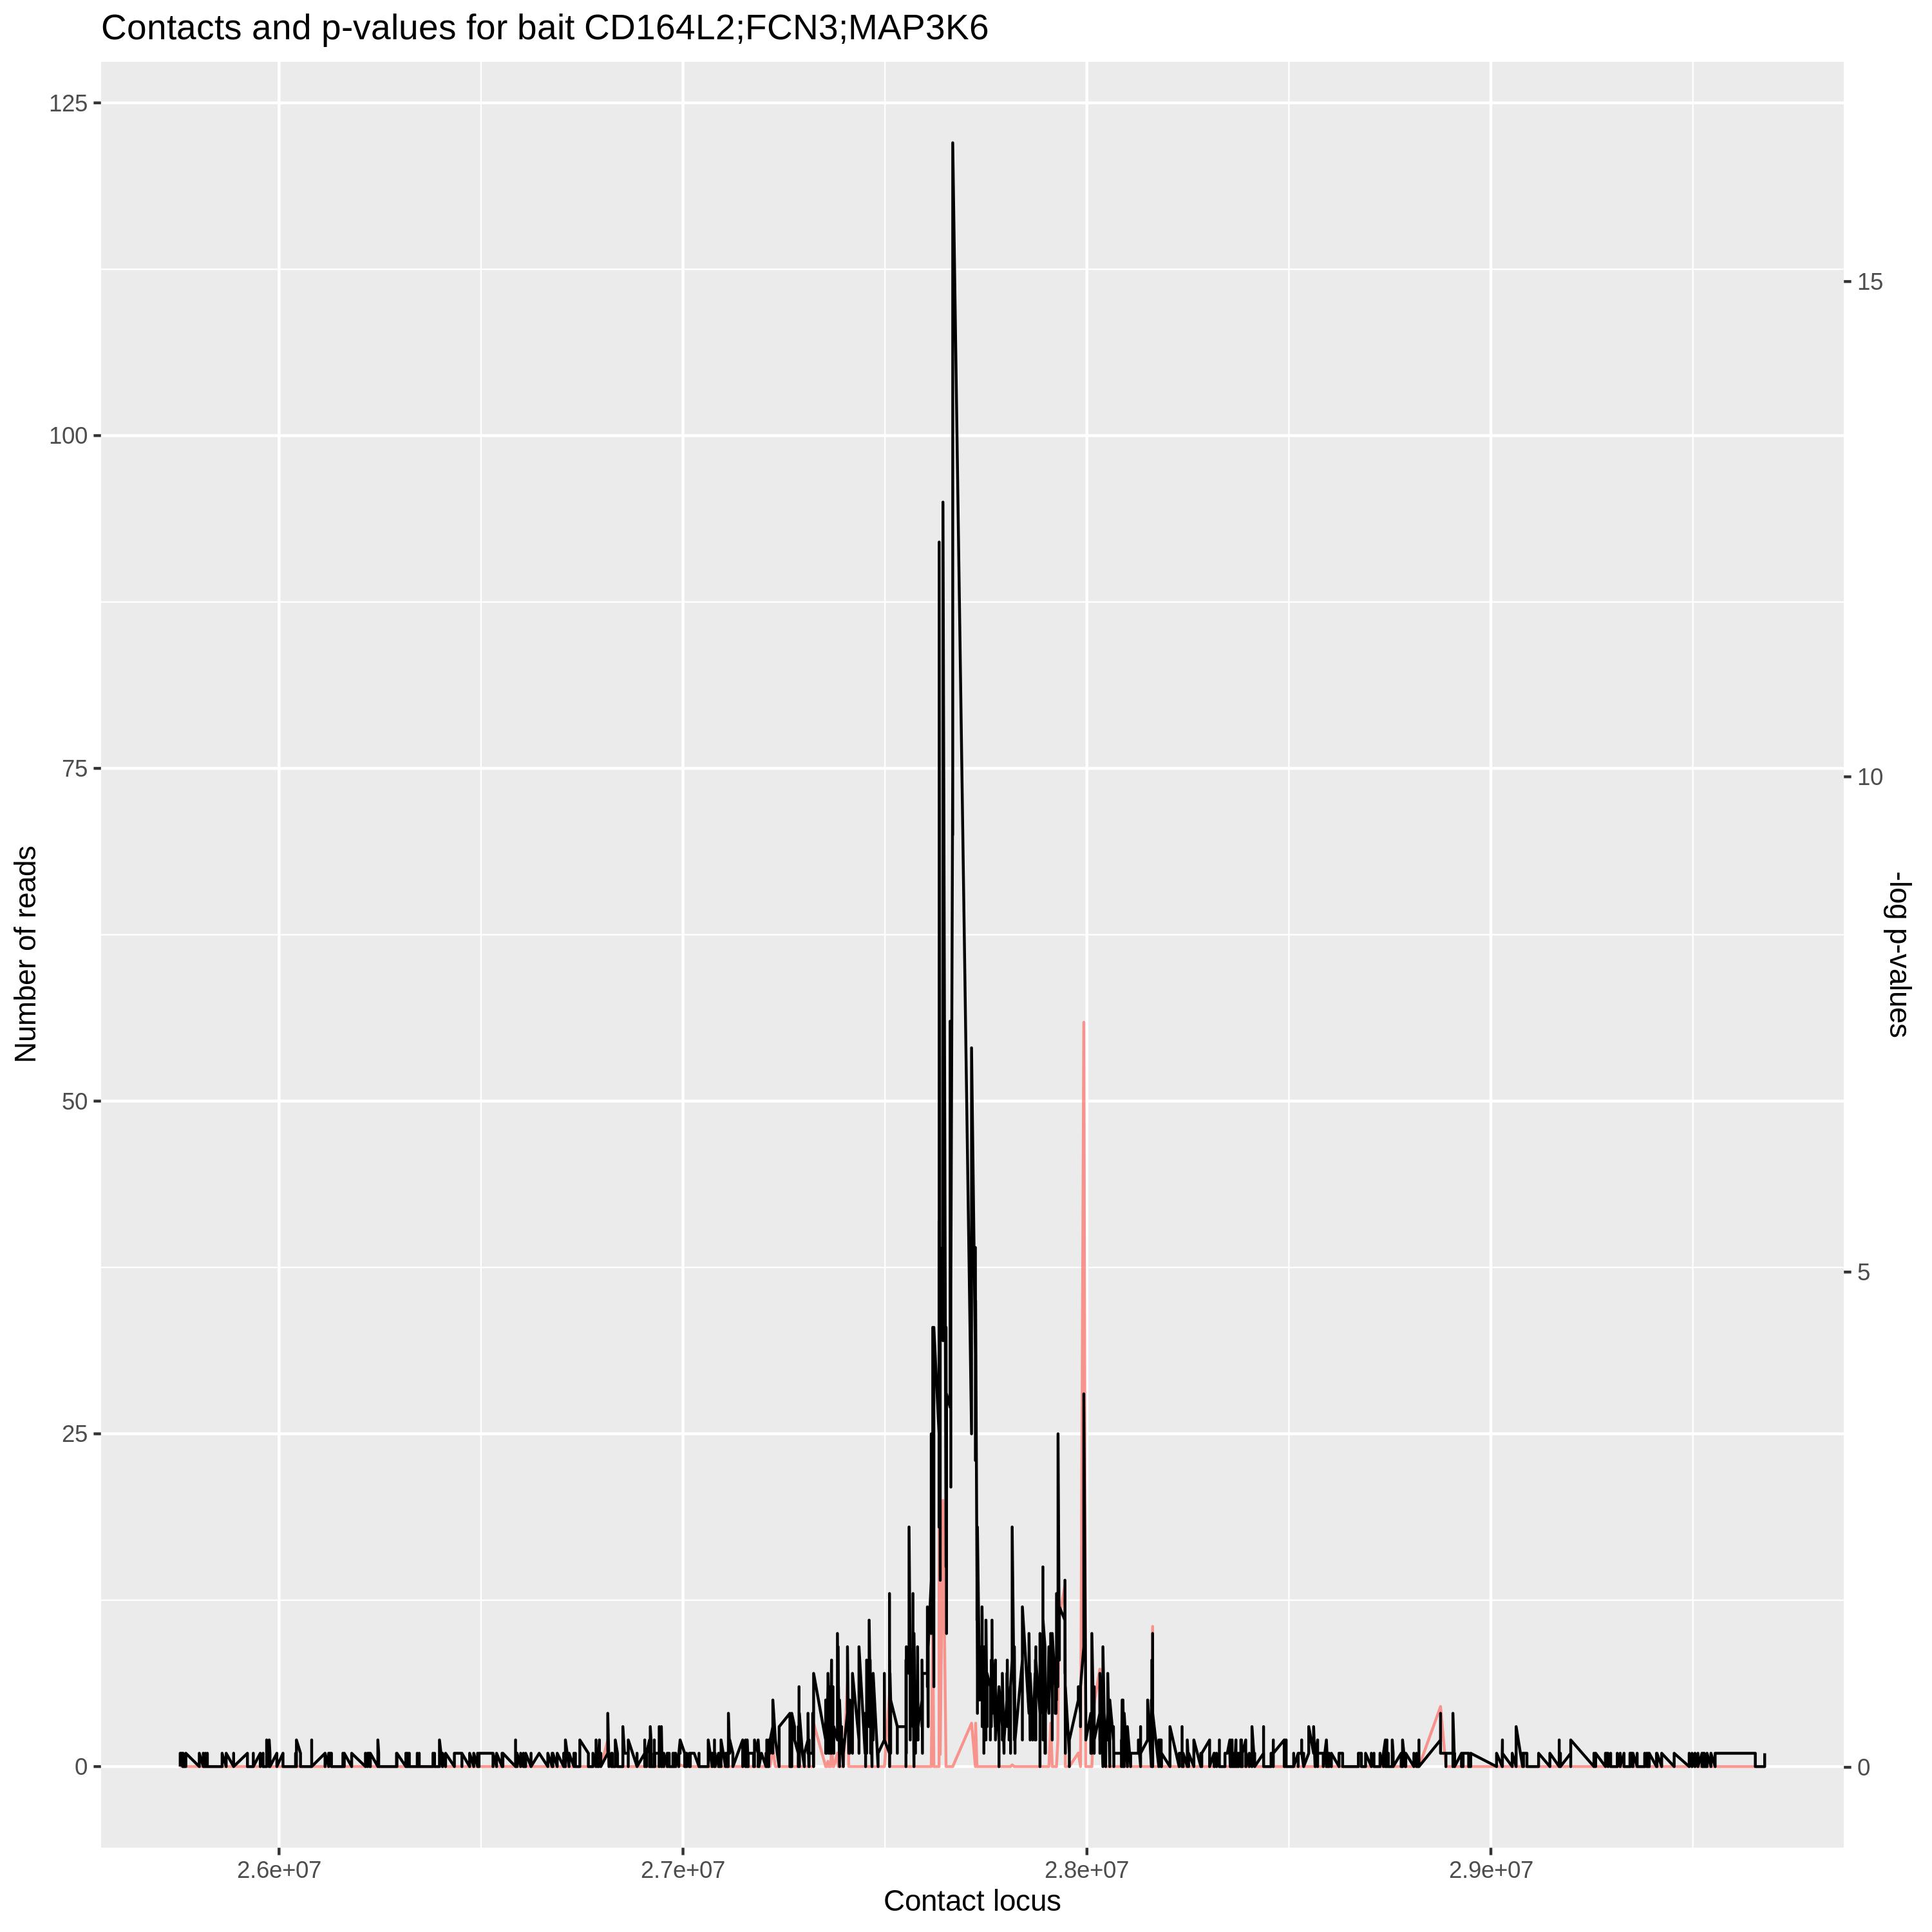 Contacts and p-values for bait CD164L2;FCN3;MAP3K6
125
100
75
50
25
0
Number of reads
15
10
5
0
-log p-values
2.6e+07
2.7e+07
2.8e+07
2.9e+07
Contact locus